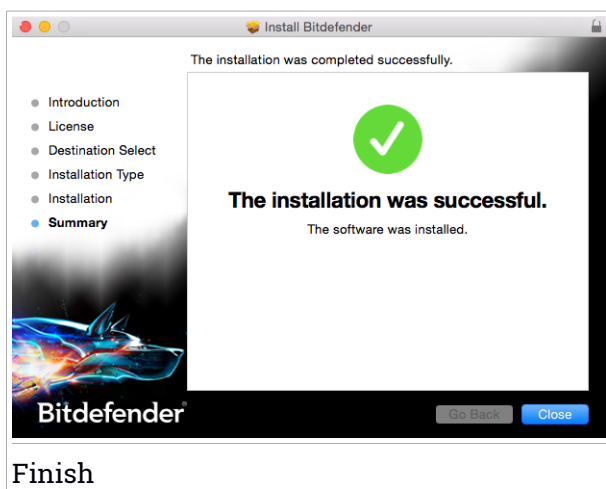 Install Bitdefender
The installation was completed successfully.
Introduction
License
Destination Select
Installation Type
Installation
Summary
The installation was successful.
The software was installed.
Bitdefender®
Go Back
Close
Finish